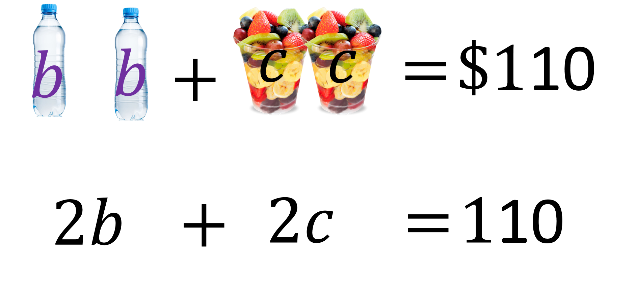 b b + c c = $110
2b + 2c = 110